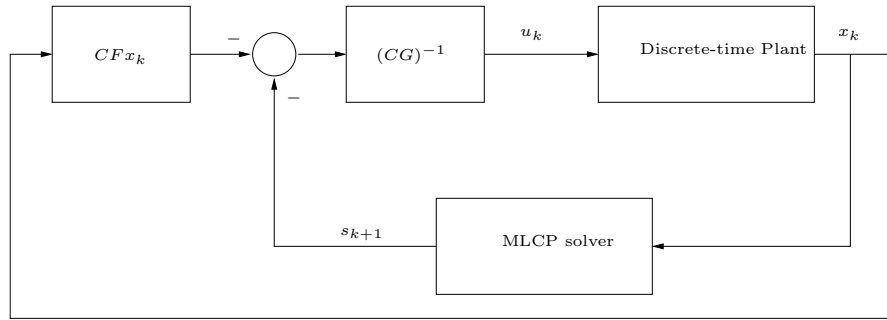 CFx_k
−
(CG)^{−1}
u_k
Discrete-time Plant
x_k
−
s_{k+1}
MLCP solver